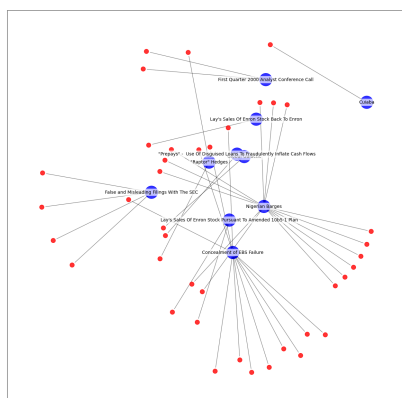 First Quarter 2000 Analyst Conference Call
Cuiaba
Lay's Sales Of Enron Stock Back To Enron
"Prepays" - Use Of Disguised Loans To Fraudulently Inflate Cash Flows
"Raptor" Hedges
False and Misleading Filings With The SEC
Nigerian Barges
Lay's Sales Of Enron Stock Pursuant To Amended 10b5-1 Plan
Concealment of EBS Failure